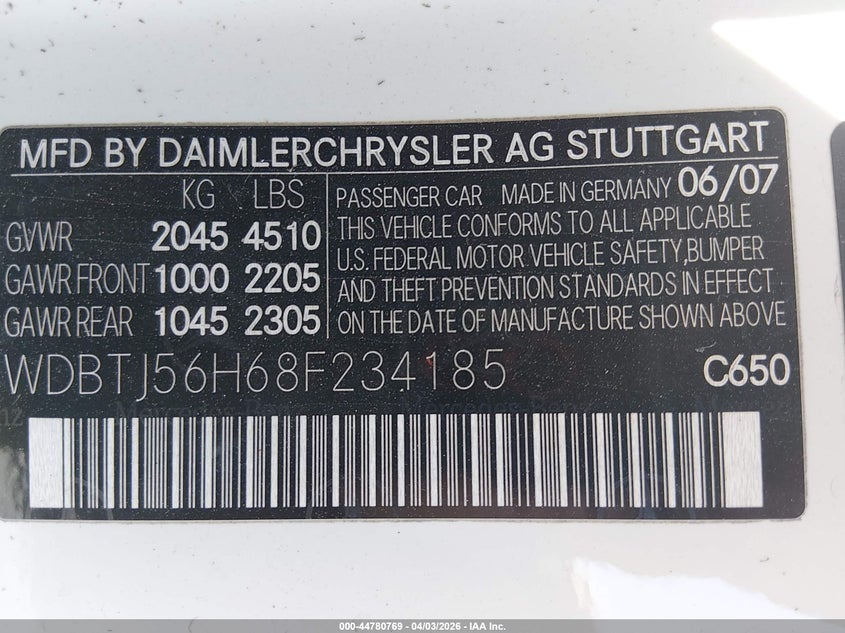 MFD BY DAIMLERCHRYSLER AG STUTTGART
KG LBS
GVWR 2045 4510
GAWR FRONT 1000 2205
GAWR REAR 1045 2305
PASSENGER CAR MADE IN GERMANY 06/07
THIS VEHICLE CONFORMS TO ALL APPLICABLE
U.S. FEDERAL MOTOR VEHICLE SAFETY,BUMPER
AND THEFT PREVENTION STANDARDS IN EFFECT
ON THE DATE OF MANUFACTURE SHOWN ABOVE
WDBTJ56H68F234185 C650
000-44780769 | 04/03/2026 - IAA Inc.